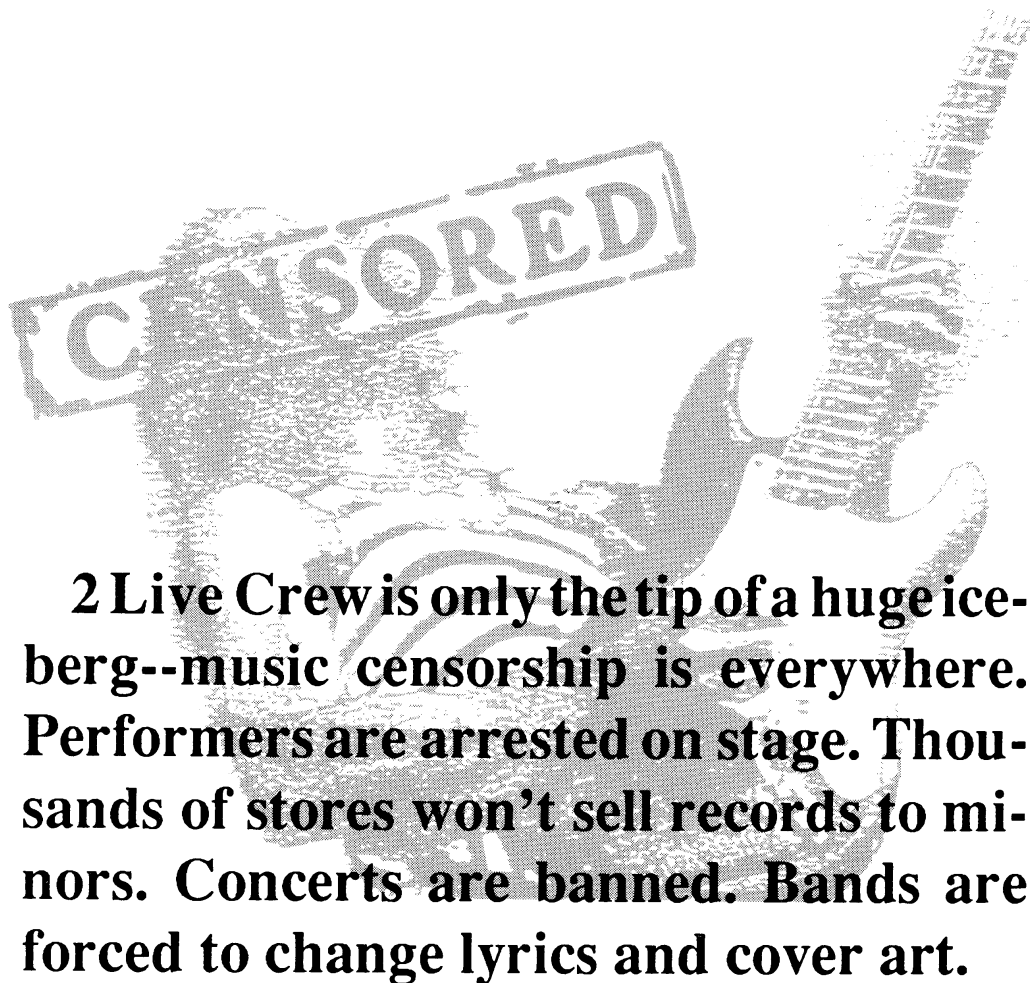 CENSORED
2 Live Crew is only the tip of a huge ice-
berg--music censorship is everywhere.
Performers are arrested on stage. Thou-
sands of stores won't sell records to mi-
nors. Concerts are banned. Bands are
forced to change lyrics and cover art.